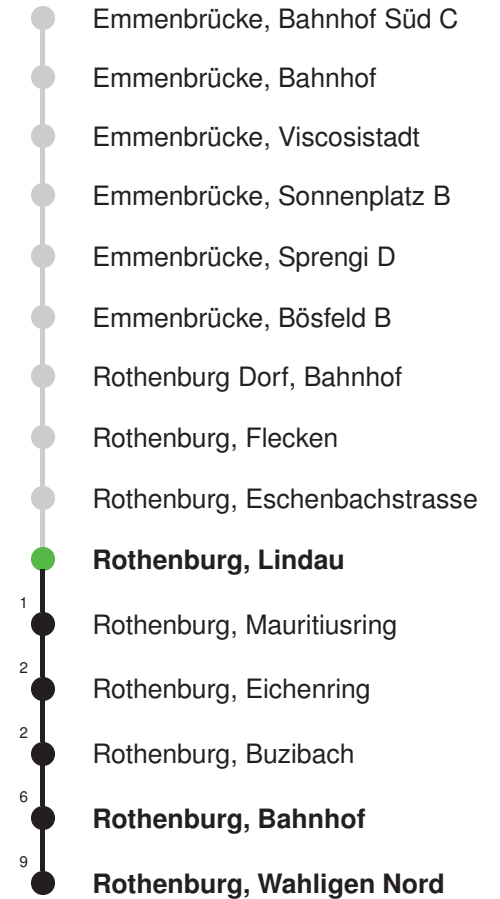 Emmenbrücke, Bahnhof Süd C
Emmenbrücke, Bahnhof
Emmenbrücke, Viscosistadt
Emmenbrücke, Sonnenplatz B
Emmenbrücke, Sprengi D
Emmenbrücke, Bösfeld B
Rothenburg Dorf, Bahnhof
Rothenburg, Flecken
Rothenburg, Eschenbachstrasse
Rothenburg, Lindau
1 Rothenburg, Mauritiusring
2 Rothenburg, Eichenring
2 Rothenburg, Buzibach
6 Rothenburg, Bahnhof
9 Rothenburg, Wahligen Nord